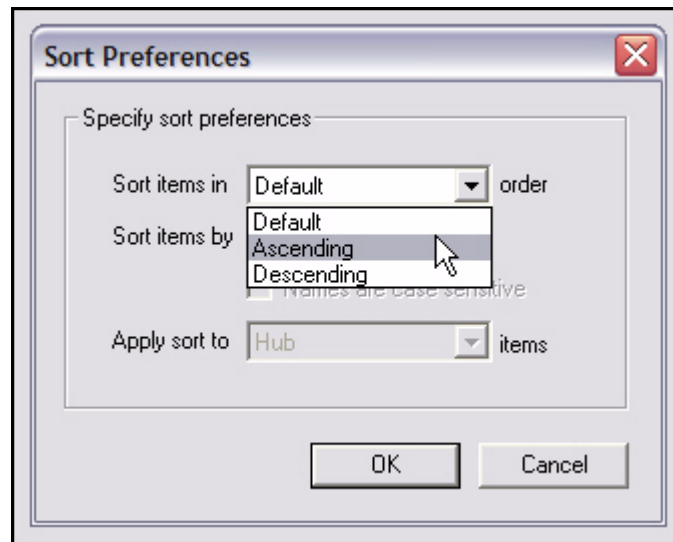 Sort Preferences
Specify sort preferences
Sort items in Default order
Default
Sort items by
Ascending
Descending
Names are case sensitive
Apply sort to Hub items
OK Cancel